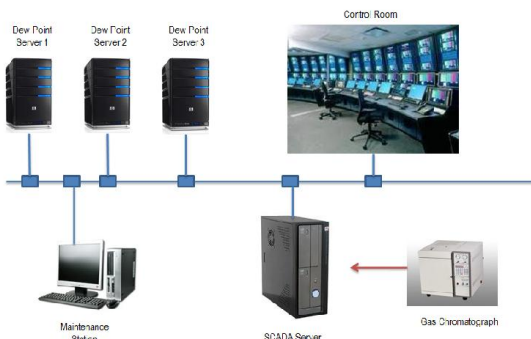 Dew Point
Server 1
Dew Point
Server 2
Dew Point
Server 3
Control Room
Maintenance
Station
SCADA Server
Gas Chromatograph